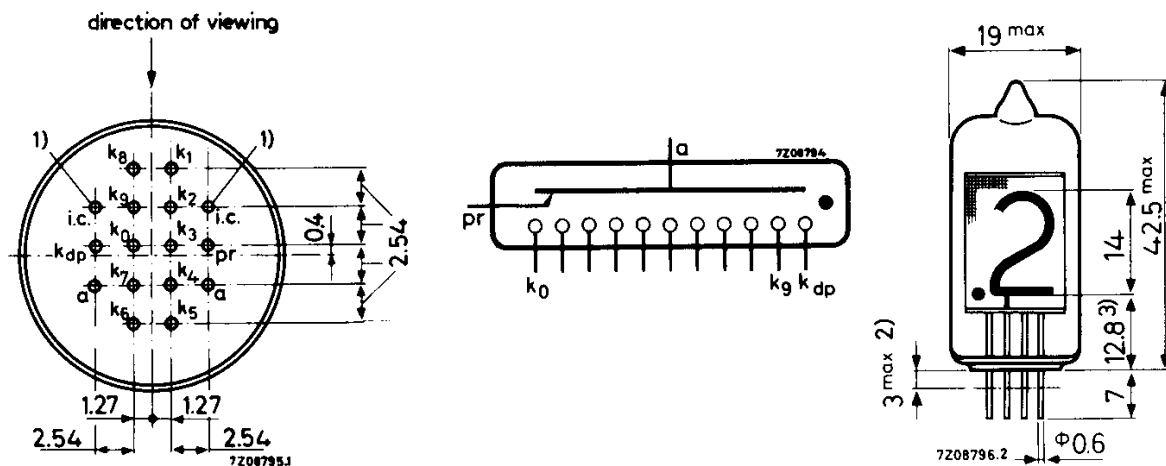 direction of viewing
1)
1)
k8 k1
i.c. k9 k2 i.c.
kdp k0 k3 pr
a k7 k4 a
k6 k5
0.4
2.54
1.27 1.27
2.54 2.54
7Z08795.1
a
7Z08794
pr
k0 k9 kdp
19 max
2
14
42.5 max
12.8 3)
3 max 2)
7
Φ0.6
7Z08796.2